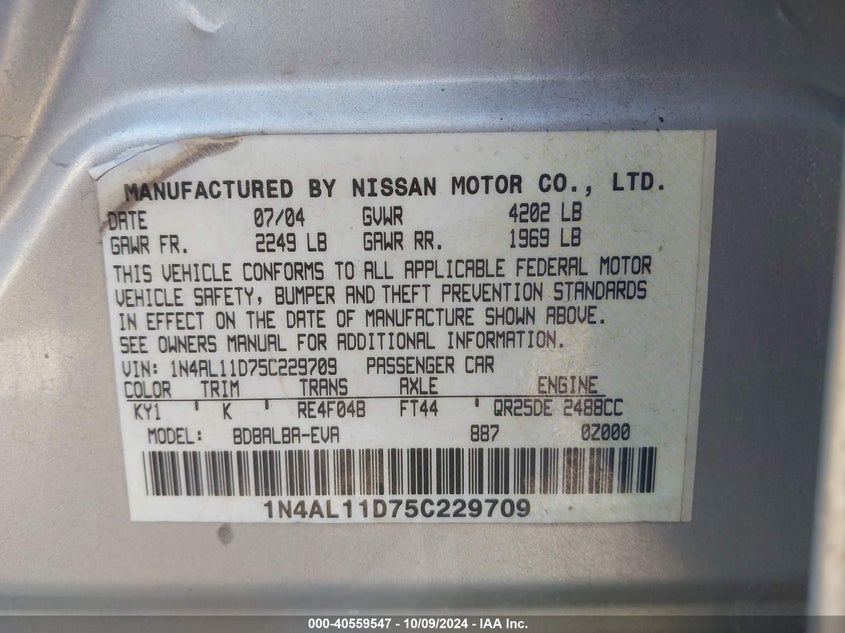 MANUFACTURED BY NISSAN MOTOR CO., LTD.
DATE 07/04 GVWR 4202 LB
GAWR FR. 2249 LB GAWR RR. 1969 LB
THIS VEHICLE CONFORMS TO ALL APPLICABLE FEDERAL MOTOR
VEHICLE SAFETY, BUMPER AND THEFT PREVENTION STANDARDS
IN EFFECT ON THE DATE OF MANUFACTURE SHOWN ABOVE.
SEE OWNERS MANUAL FOR ADDITIONAL INFORMATION.
VIN: 1N4AL11D75C229709 PASSENGER CAR
COLOR TRIM TRANS AXLE ENGINE
KY1 ' K ' RE4F04B FT44 ' QR25DE 2488CC
MODEL: BDBALBA-EVA 887 0Z000
1N4AL11D75C229709
000-40559547 - 10/09/2024 - IAA Inc.